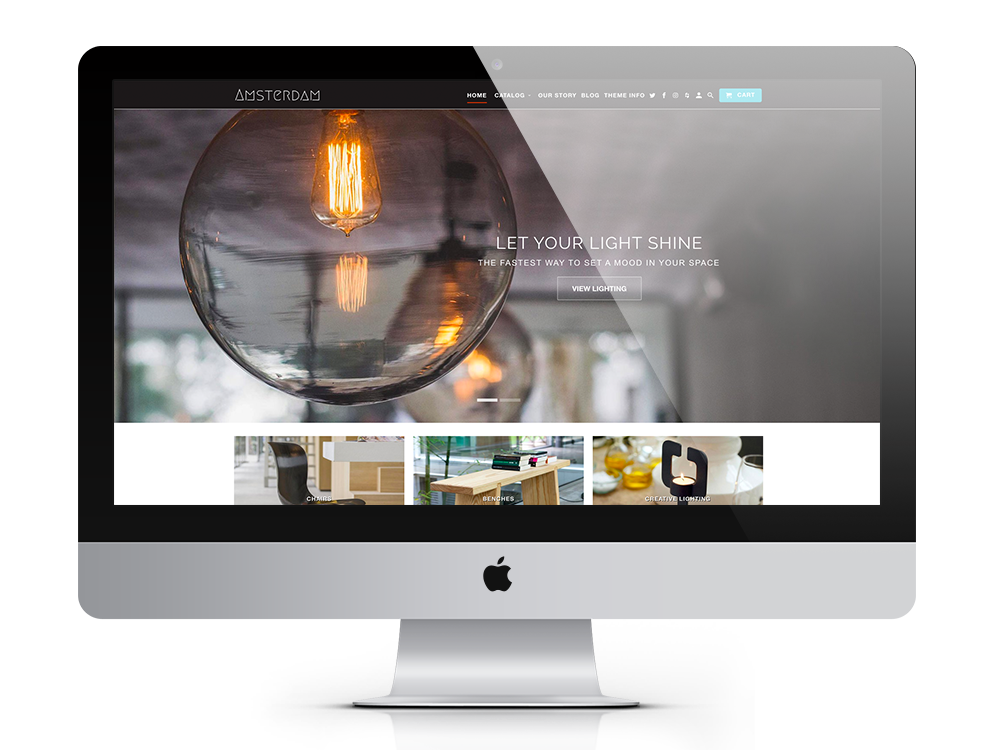 AMSTERDAM
HOME CATALOG OUR STORY BLOG THEME INFO CART
LET YOUR LIGHT SHINE
THE FASTEST WAY TO SET A MOOD IN YOUR SPACE
VIEW LIGHTING
CHAIRS BENCHES CREATIVE LIGHTING